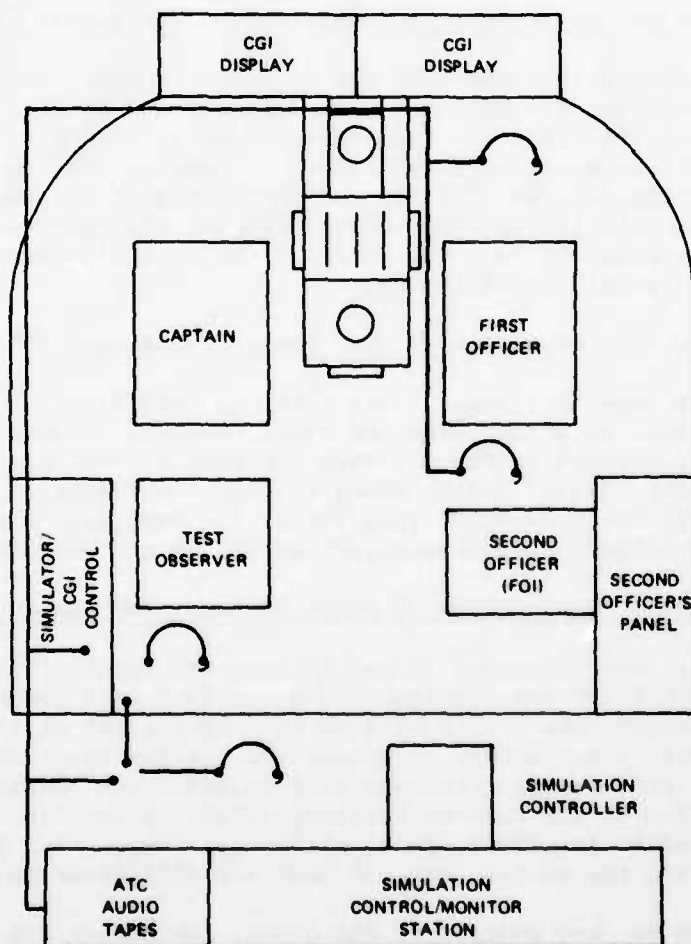 CGI
DISPLAY
CGI
DISPLAY
CAPTAIN
FIRST
OFFICER
SIMULATOR/
CGI
CONTROL
TEST
OBSERVER
SECOND
OFFICER
(FOI)
SECOND
OFFICER'S
PANEL
SIMULATION
CONTROLLER
ATC
AUDIO
TAPES
SIMULATION
CONTROL/MONITOR
STATION